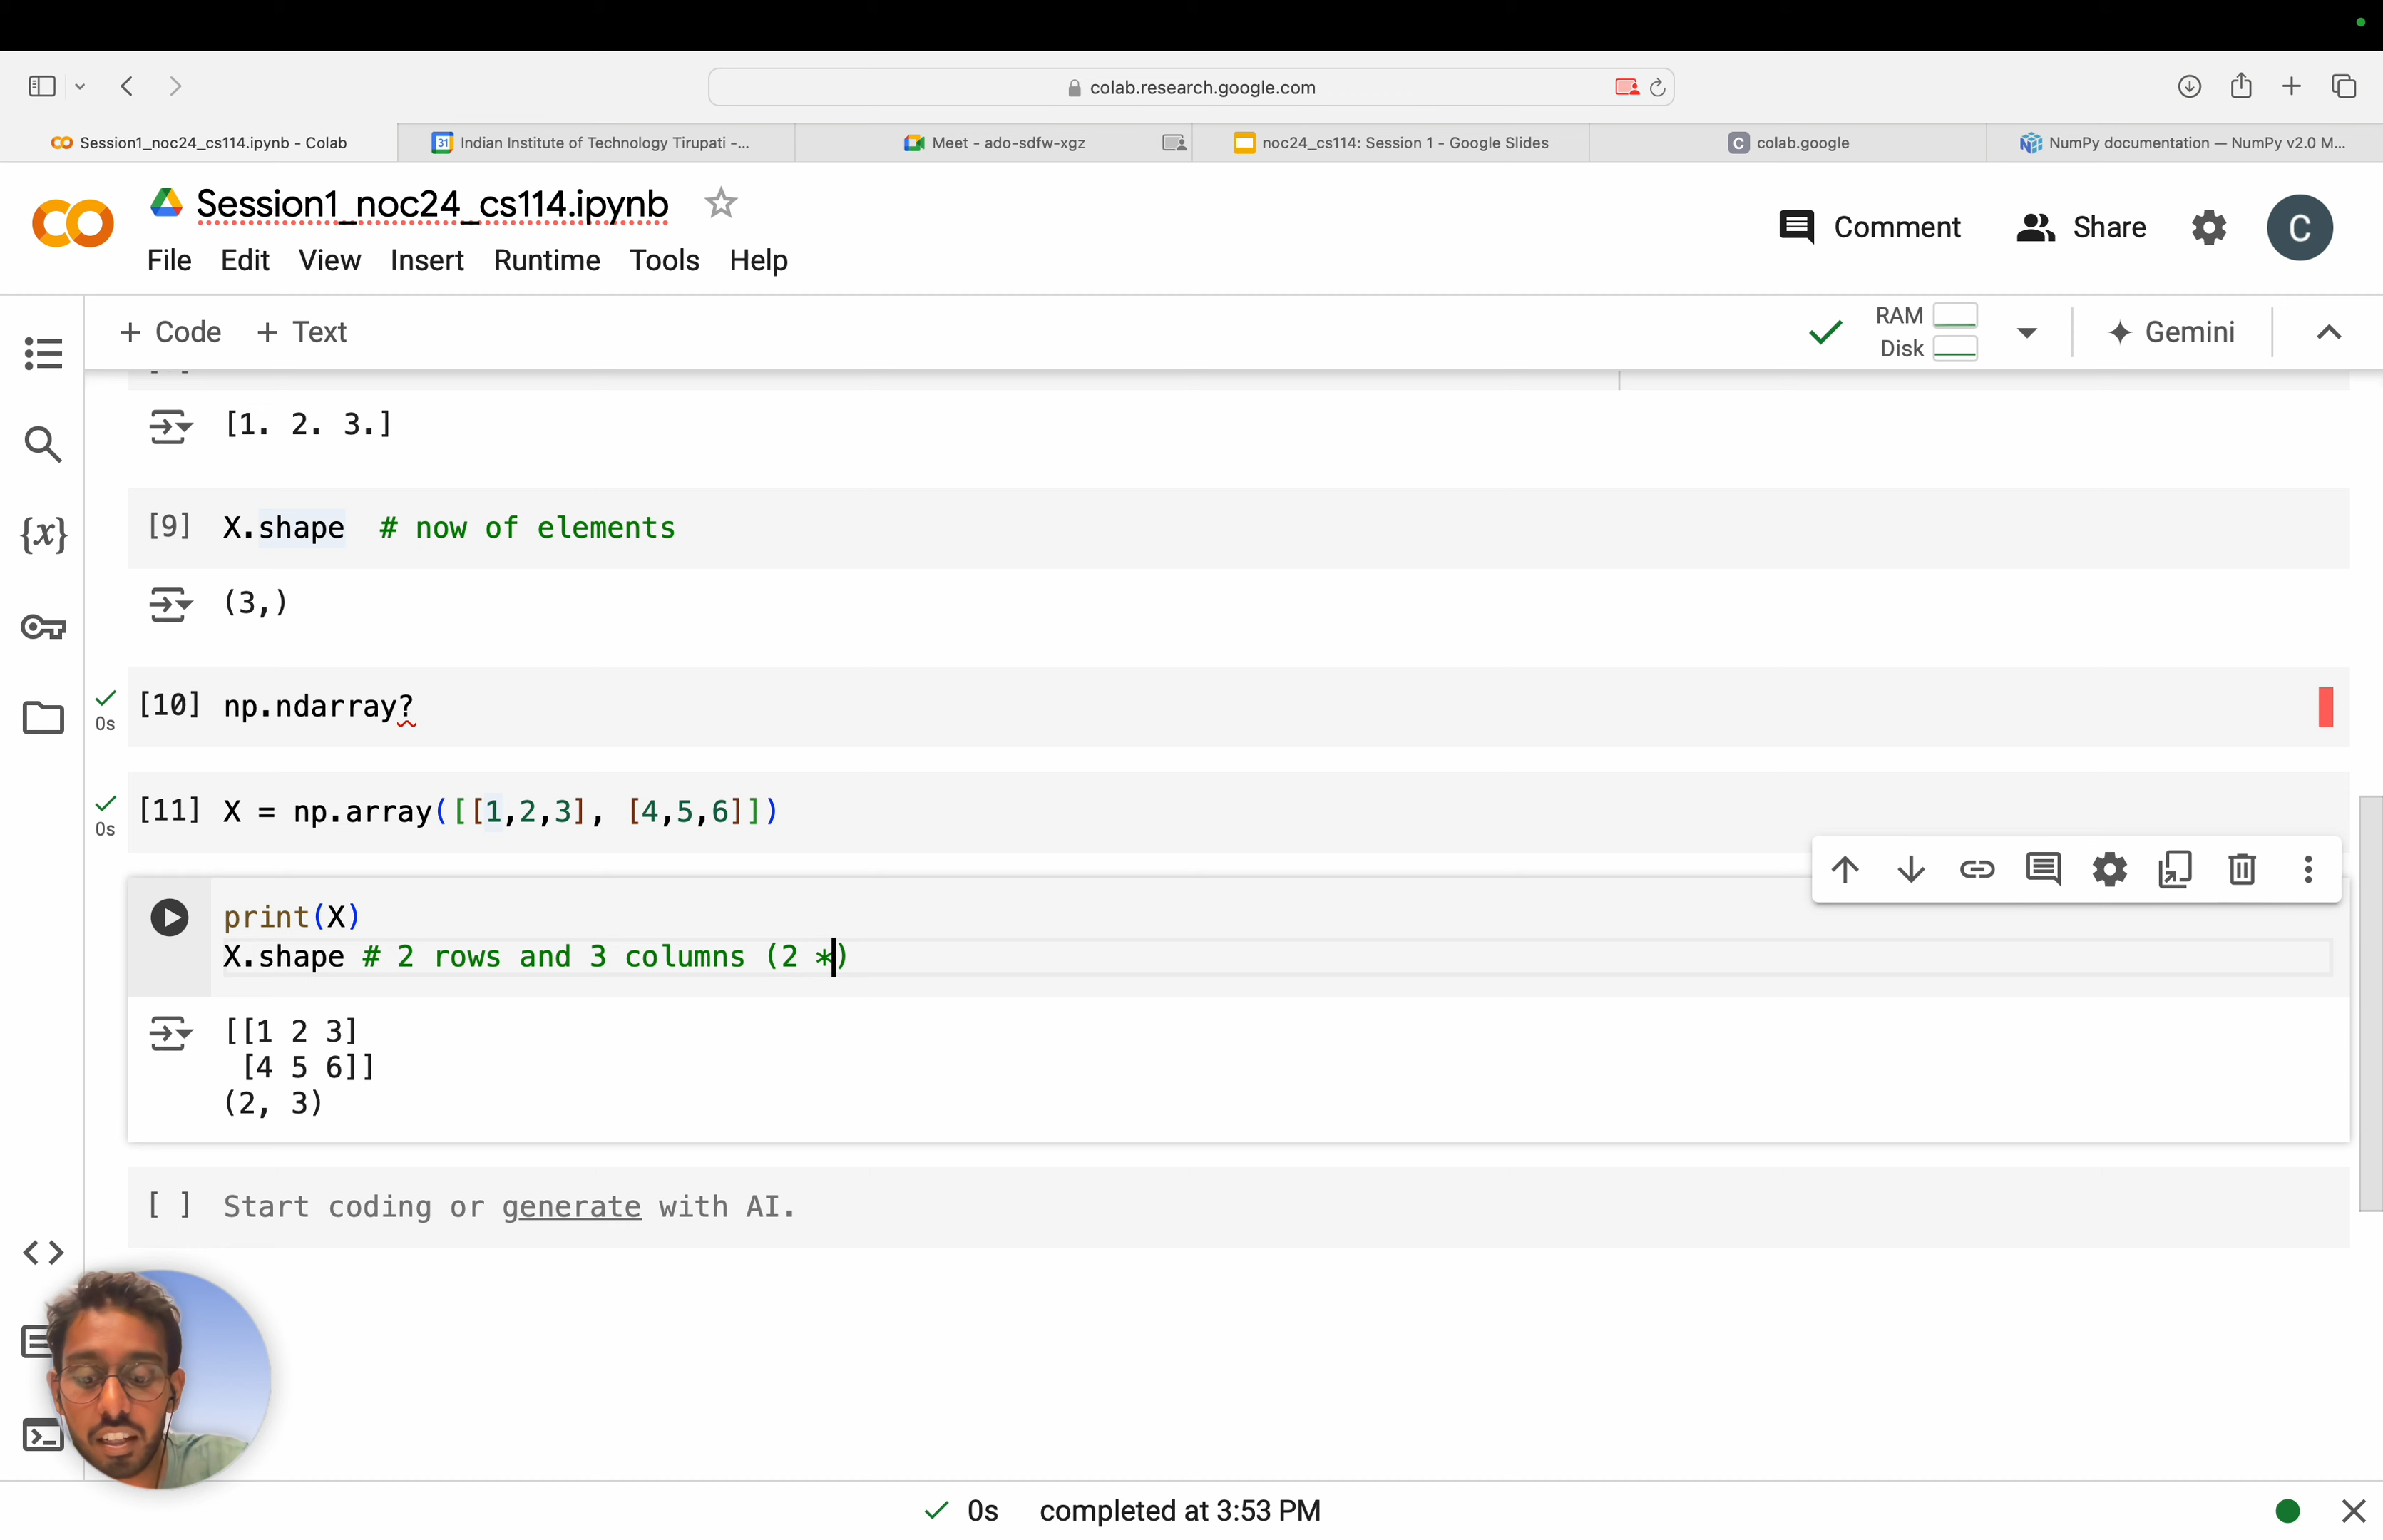 colab.research.google.com
Session1_noc24_cs114.ipynb - Colab
31 Indian Institute of Technology Tirupati -...
Meet - ado-sdfw-xgz
noc24_cs114: Session 1 - Google Slides
C colab.google
NumPy documentation — NumPy v2.0 M...
Session1_noc24_cs114.ipynb
Comment
Share
C
File Edit View Insert Runtime Tools Help
+ Code + Text
RAM
Disk
Gemini
[1. 2. 3.]
[9] X.shape # now of elements
(3,)
{x}
[10] np.ndarray?
0s
[11] X = np.array([[1,2,3], [4,5,6]])
0s
print(X)
X.shape # 2 rows and 3 columns (2 *)
[[1 2 3]
[4 5 6]]
(2, 3)
[ ] Start coding or generate with AI.
0s completed at 3:53 PM